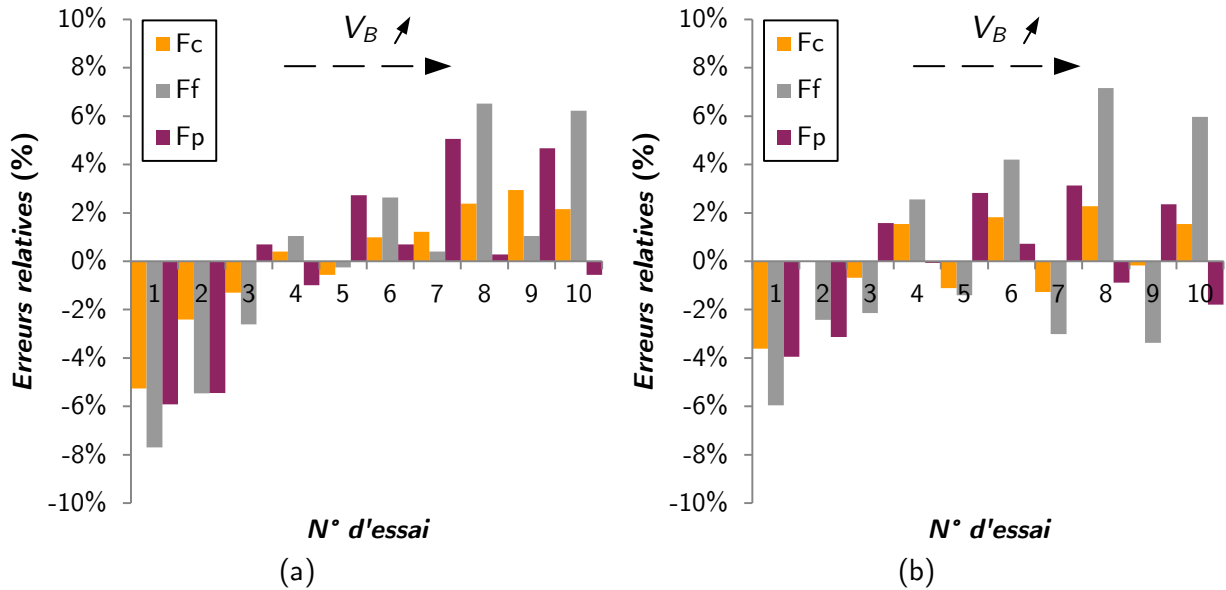 10%
8%
6%
4%
2%
0%
-2%
-4%
-6%
-8%
-10%
Erreurs relatives (%)
V_B
Fc
Ff
Fp
1 2 3 4 5 6 7 8 9 10
N° d'essai
(a)
10%
8%
6%
4%
2%
0%
-2%
-4%
-6%
-8%
-10%
Erreurs relatives (%)
V_B
Fc
Ff
Fp
1 2 3 4 5 6 7 8 9 10
N° d'essai
(b)